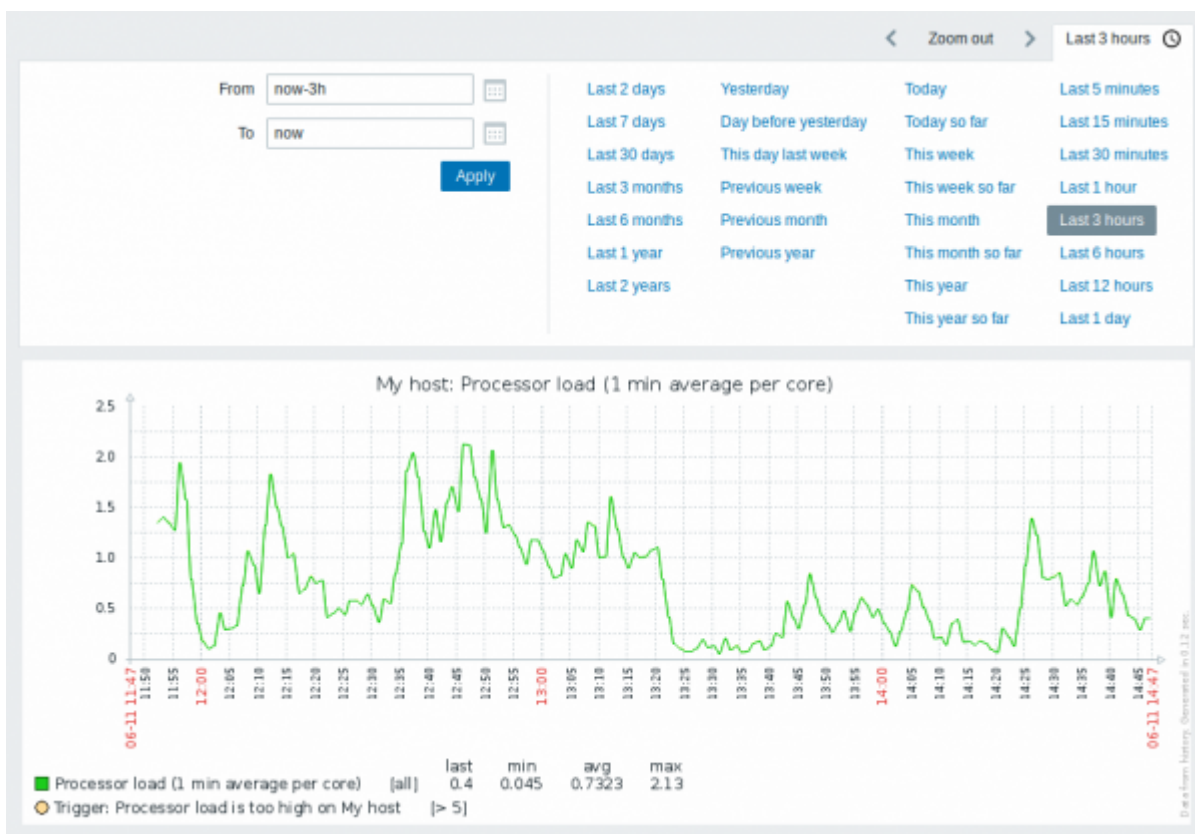 Zoom out Last 3 hours
From now-3h
To now
Apply
Last 2 days Yesterday Today Last 5 minutes
Last 7 days Day before yesterday Today so far Last 15 minutes
Last 30 days This day last week This week Last 30 minutes
Last 3 months Previous week This week so far Last 1 hour
Last 6 months Previous month This month Last 3 hours
Last 1 year Previous year This month so far Last 6 hours
Last 2 years This year Last 12 hours
This year so far Last 1 day
My host: Processor load (1 min average per core)
2.5
2.0
1.5
1.0
0.5
0
06-11 11:47 11:50 11:55 12:00 12:05 12:10 12:15 12:20 12:25 12:30 12:35 12:40 12:45 12:50 12:55 13:00 13:05 13:10 13:15 13:20 13:25 13:30 13:35 13:40 13:45 13:50 13:55 14:00 14:05 14:10 14:15 14:20 14:25 14:30 14:35 14:40 14:45 06-11 14:47
last min avg max
Processor load (1 min average per core) [all] 0.4 0.045 0.7323 2.13
Trigger: Processor load is too high on My host [> 5]
Data from history. Generated in 0.12 sec.